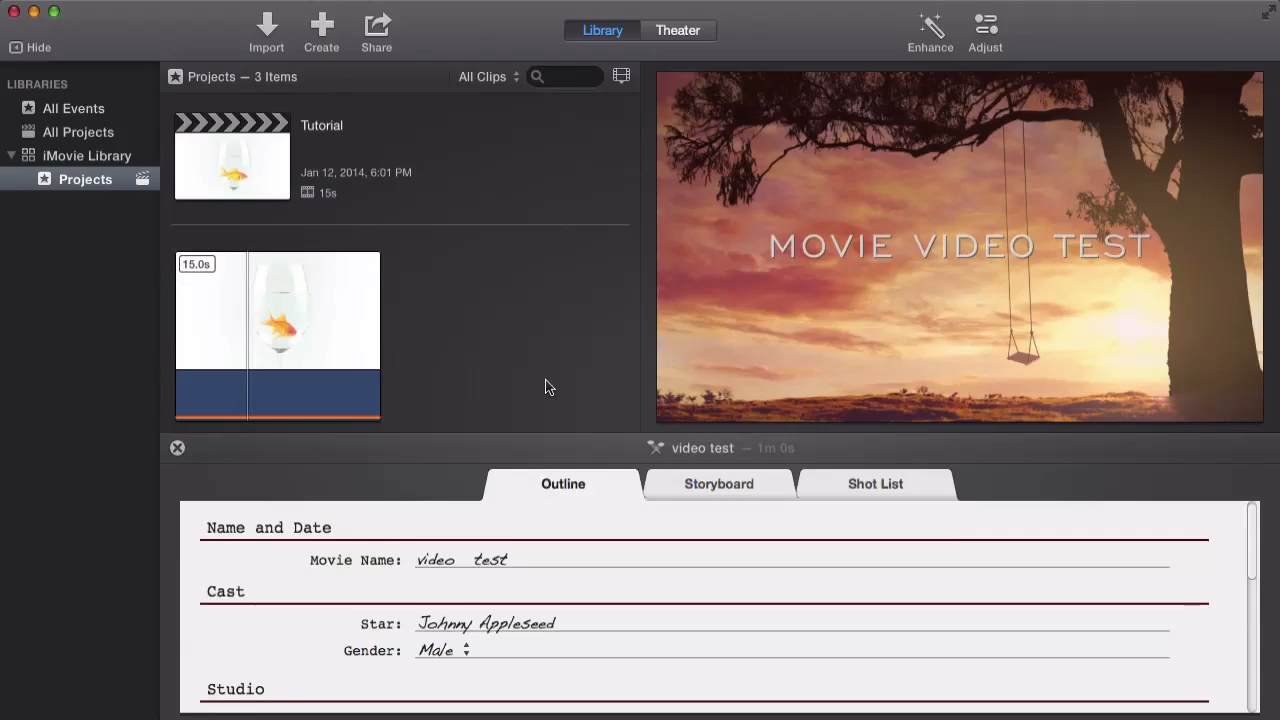 Import
Create
Share
Library
Theater
Enhance
Adjust
Hide
LIBRARIES
All Events
All Projects
iMovie Library
Projects
Projects — 3 Items
All Clips
Tutorial
Jan 12, 2014, 6:01 PM
15s
15.0s
MOVIE VIDEO TEST
video test — 1m 0s
Outline
Storyboard
Shot List
Name and Date
Movie Name: video test
Cast
Star: Johnny Appleseed
Gender: Male
Studio